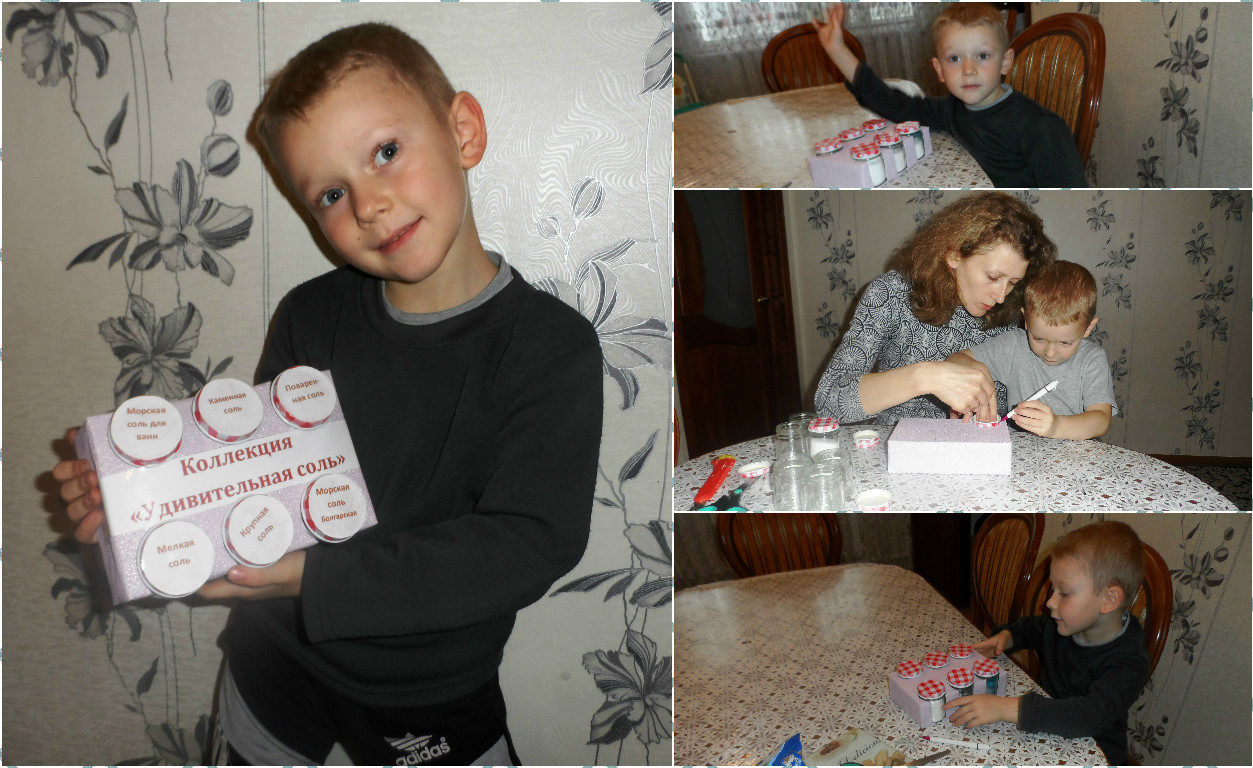 Морская
соль для
ванн
Каменная
соль
Поварен-
ная соль
Коллекция
«Удивительная соль»
Мелкая
соль
Крупная
соль
Морская
соль
Болгарская
adidas